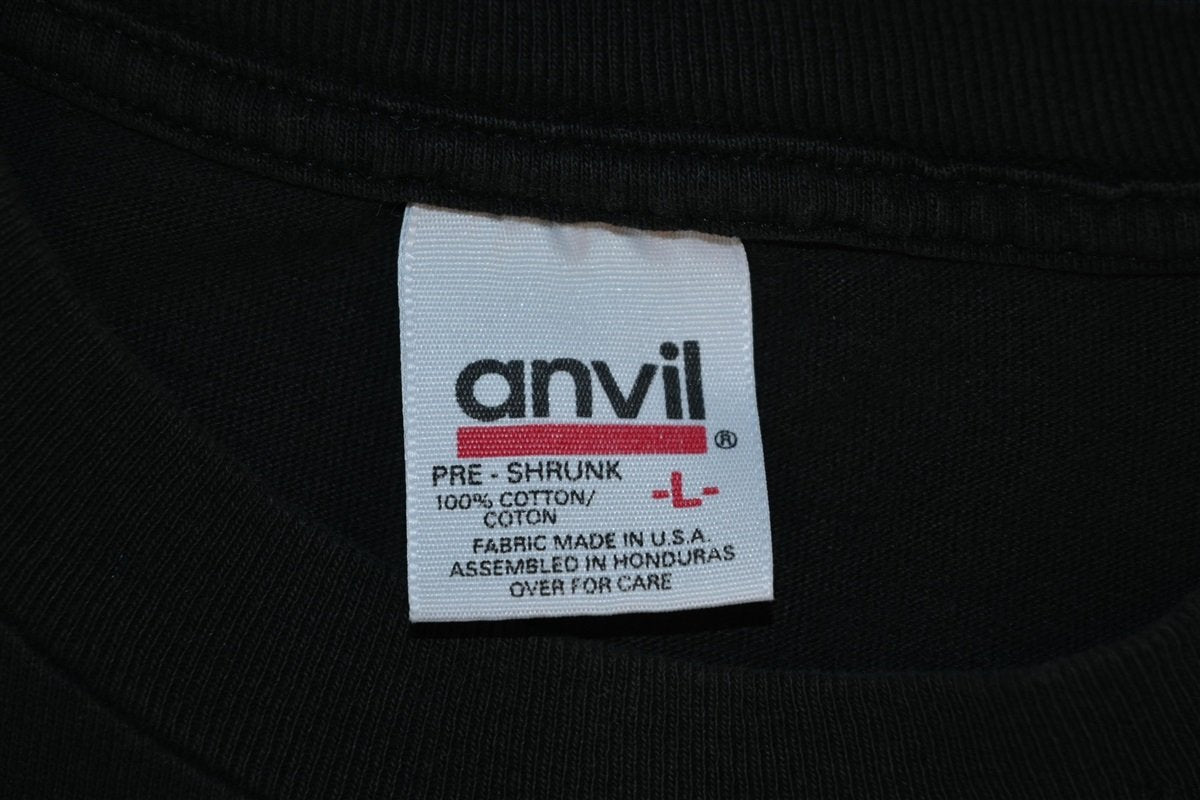 anvil
®
PRE - SHRUNK
-L-
100% COTTON/
COTON
FABRIC MADE IN U.S.A.
ASSEMBLED IN HONDURAS
OVER FOR CARE